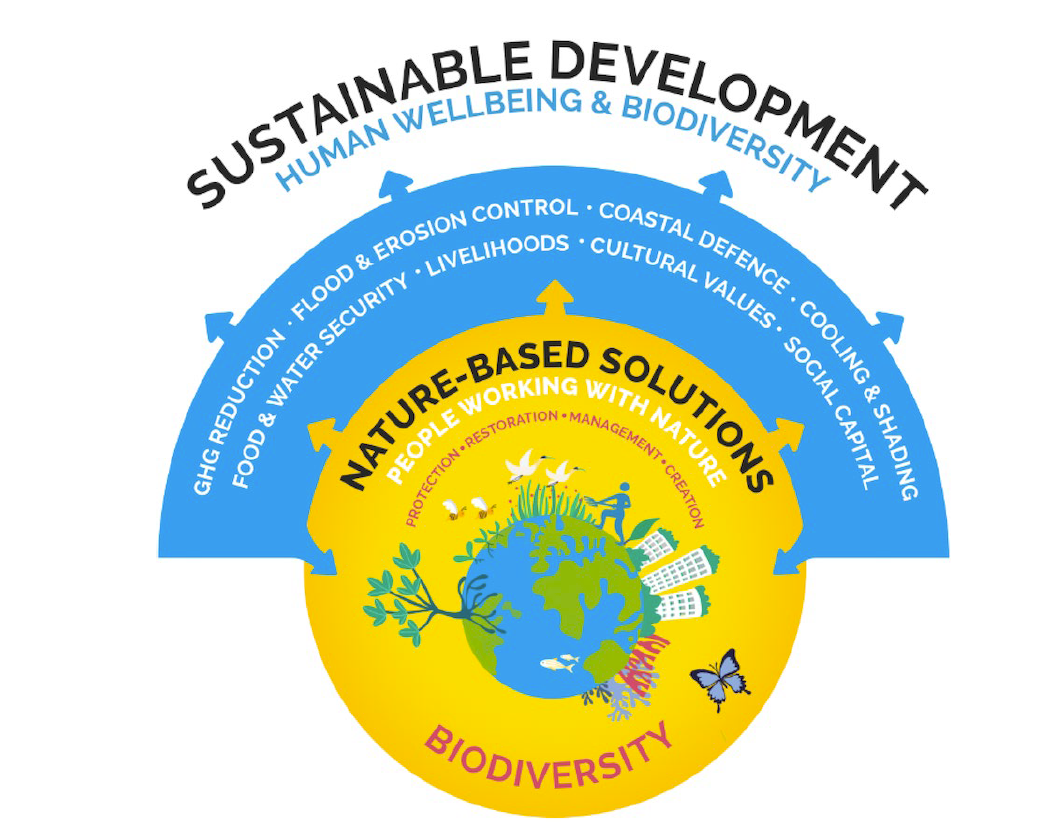 SUSTAINABLE DEVELOPMENT
HUMAN WELLBEING & BIODIVERSITY
GHG REDUCTION · FLOOD & EROSION CONTROL · COASTAL DEFENCE · COOLING & SHADING
FOOD & WATER SECURITY · LIVELIHOODS · CULTURAL VALUES · SOCIAL CAPITAL
NATURE-BASED SOLUTIONS
PEOPLE WORKING WITH NATURE
PROTECTION • RESTORATION • MANAGEMENT • CREATION
BIODIVERSITY